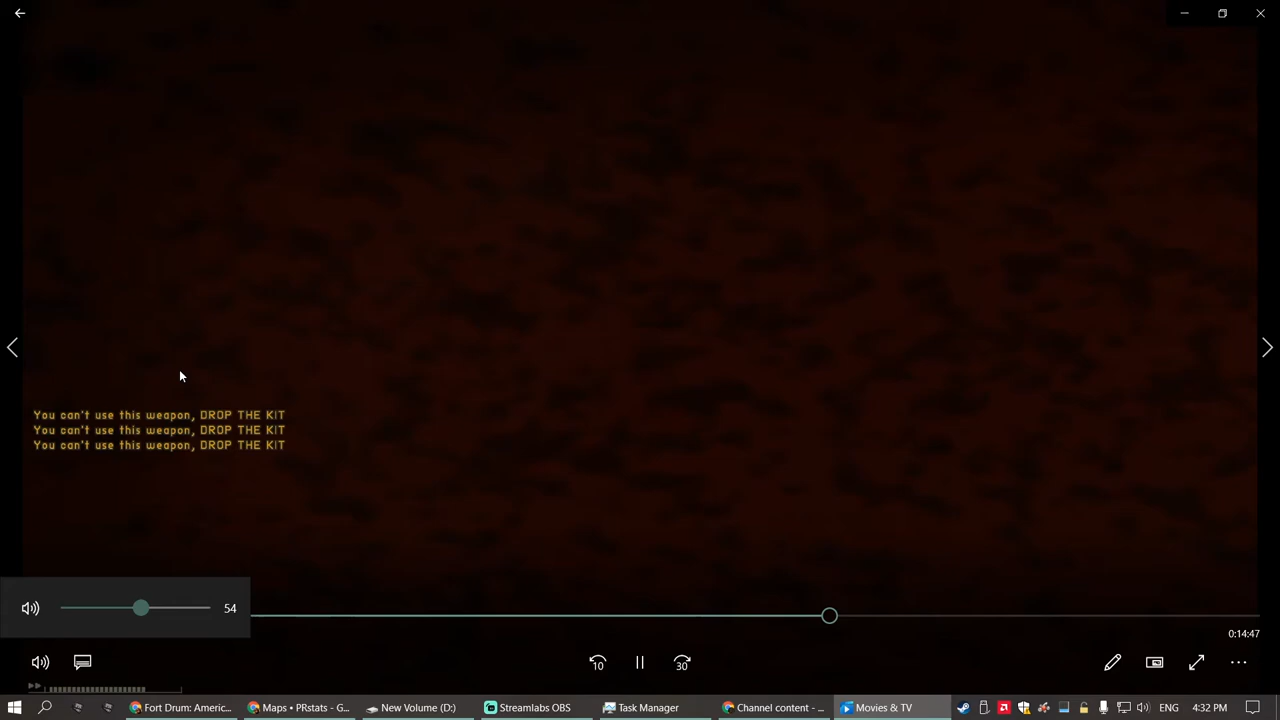 You can't use this weapon, DROP THE KIT
You can't use this weapon, DROP THE KIT
You can't use this weapon, DROP THE KIT
54
0:14:47
10
30
Fort Drum: Americ...
Maps • PRstats – G...
New Volume (D:)
Streamlabs OBS
Task Manager
Channel content - ...
Movies & TV
ENG
4:32 PM